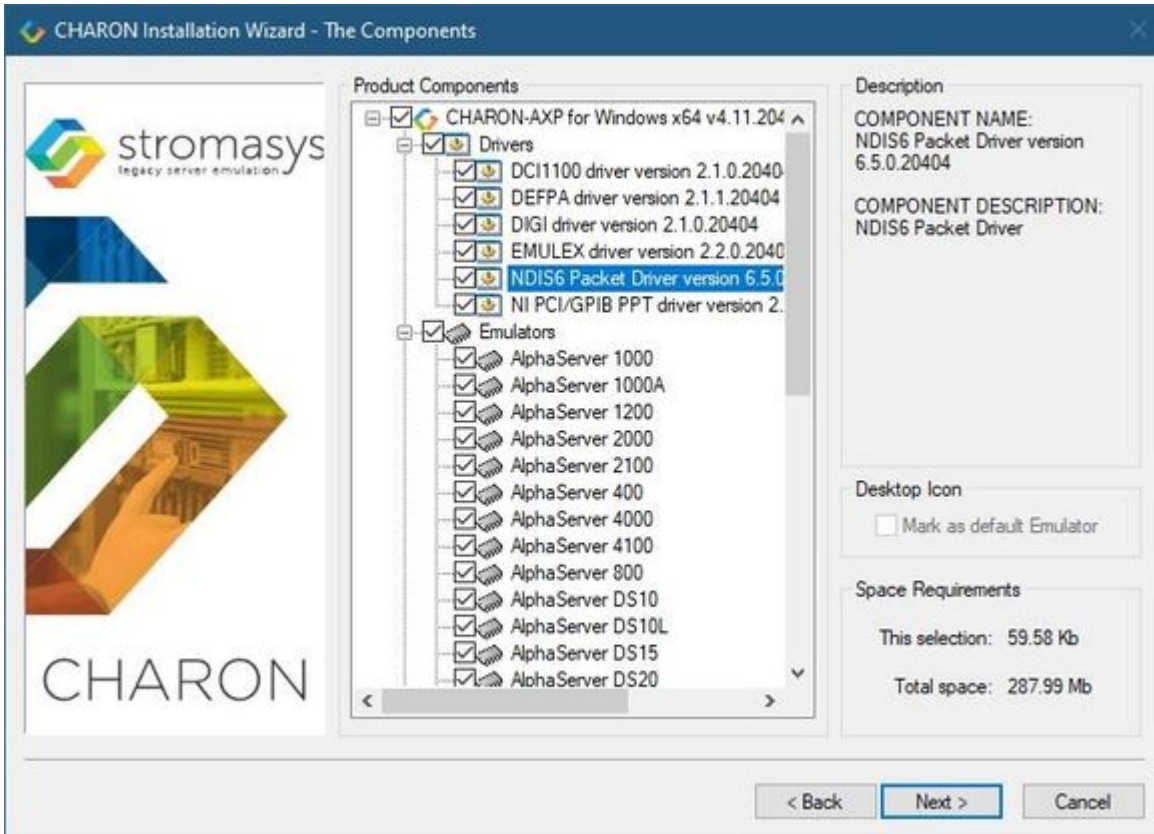 CHARON Installation Wizard - The Components
stromasys
legacy server emulation
CHARON
Product Components
CHARON-AXP for Windows x64 v4.11.204
Drivers
DCI1100 driver version 2.1.0.2040
DEFPA driver version 2.1.1.20404
DIGI driver version 2.1.0.20404
EMULEX driver version 2.2.0.2040
NDIS6 Packet Driver version 6.5.0
NI PCI/GPIB PPT driver version 2.
Emulators
AlphaServer 1000
AlphaServer 1000A
AlphaServer 1200
AlphaServer 2000
AlphaServer 2100
AlphaServer 400
AlphaServer 4000
AlphaServer 4100
AlphaServer 800
AlphaServer DS10
AlphaServer DS10L
AlphaServer DS15
AlphaServer DS20
Description
COMPONENT NAME:
NDIS6 Packet Driver version
6.5.0.20404
COMPONENT DESCRIPTION:
NDIS6 Packet Driver
Desktop Icon
Mark as default Emulator
Space Requirements
This selection: 59.58 Kb
Total space: 287.99 Mb
< Back Next > Cancel